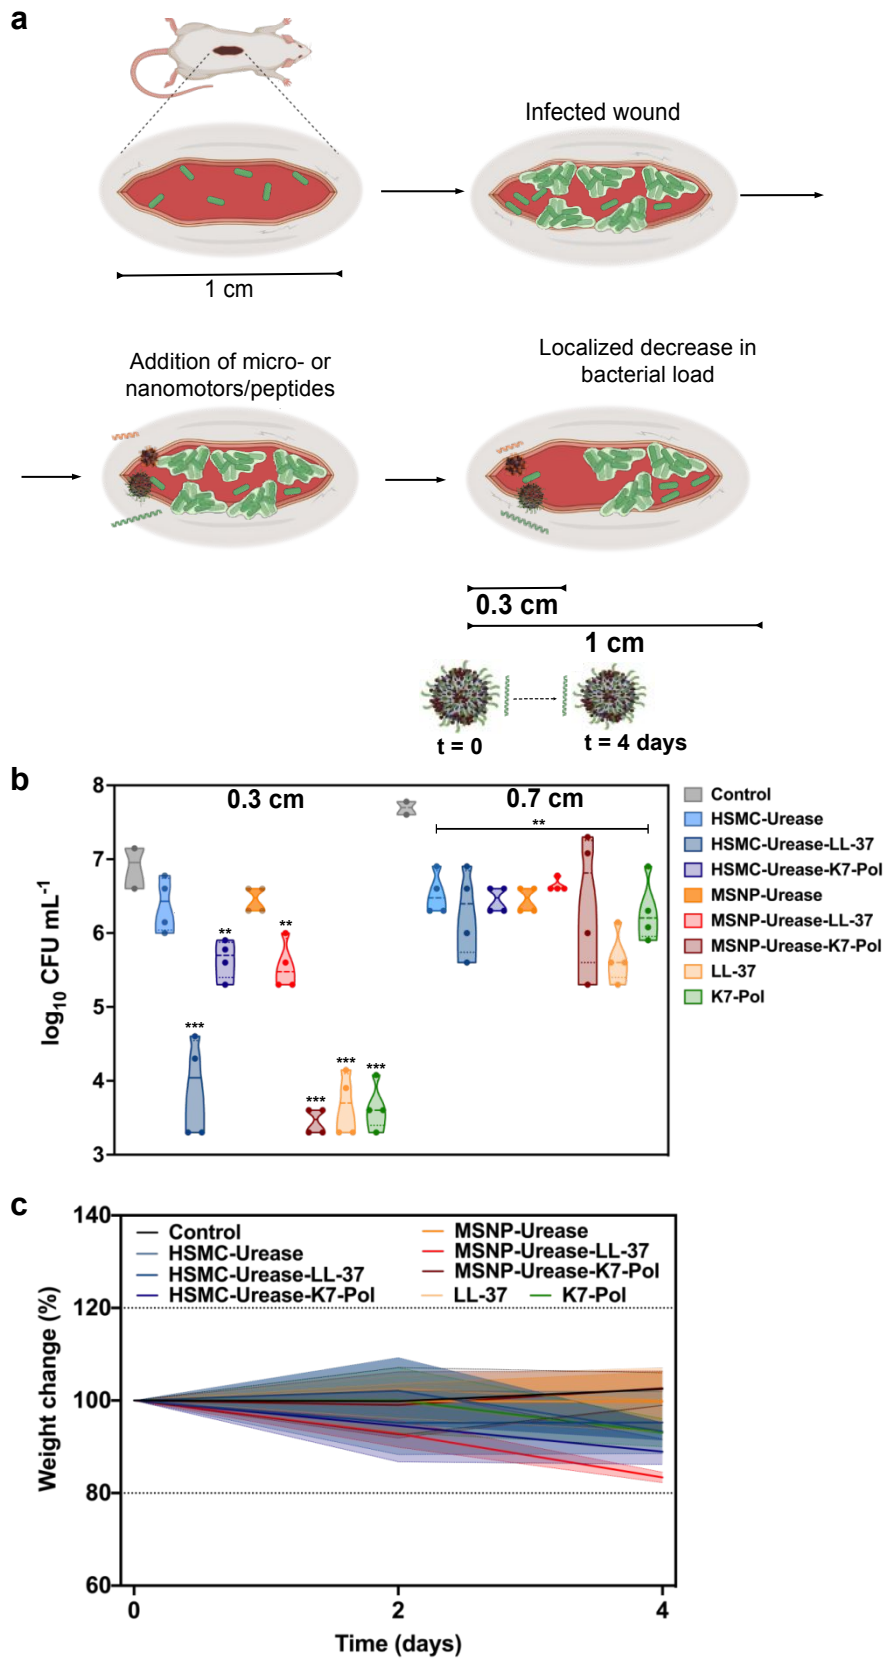 a
Infected wound
1 cm
Addition of micro- or
nanomotors/peptides
Localized decrease in
bacterial load
0.3 cm
1 cm
t = 0
t = 4 days
b
8
7
6
5
4
3
log10 CFU mL-1
0.3 cm
0.7 cm
**
**
**
***
***
***
***
Control
HSMC-Urease
HSMC-Urease-LL-37
HSMC-Urease-K7-Pol
MSNP-Urease
MSNP-Urease-LL-37
MSNP-Urease-K7-Pol
LL-37
K7-Pol
c
140
120
100
80
60
Weight change (%)
Control
HSMC-Urease
HSMC-Urease-LL-37
HSMC-Urease-K7-Pol
MSNP-Urease
MSNP-Urease-LL-37
MSNP-Urease-K7-Pol
LL-37
K7-Pol
0
2
4
Time (days)